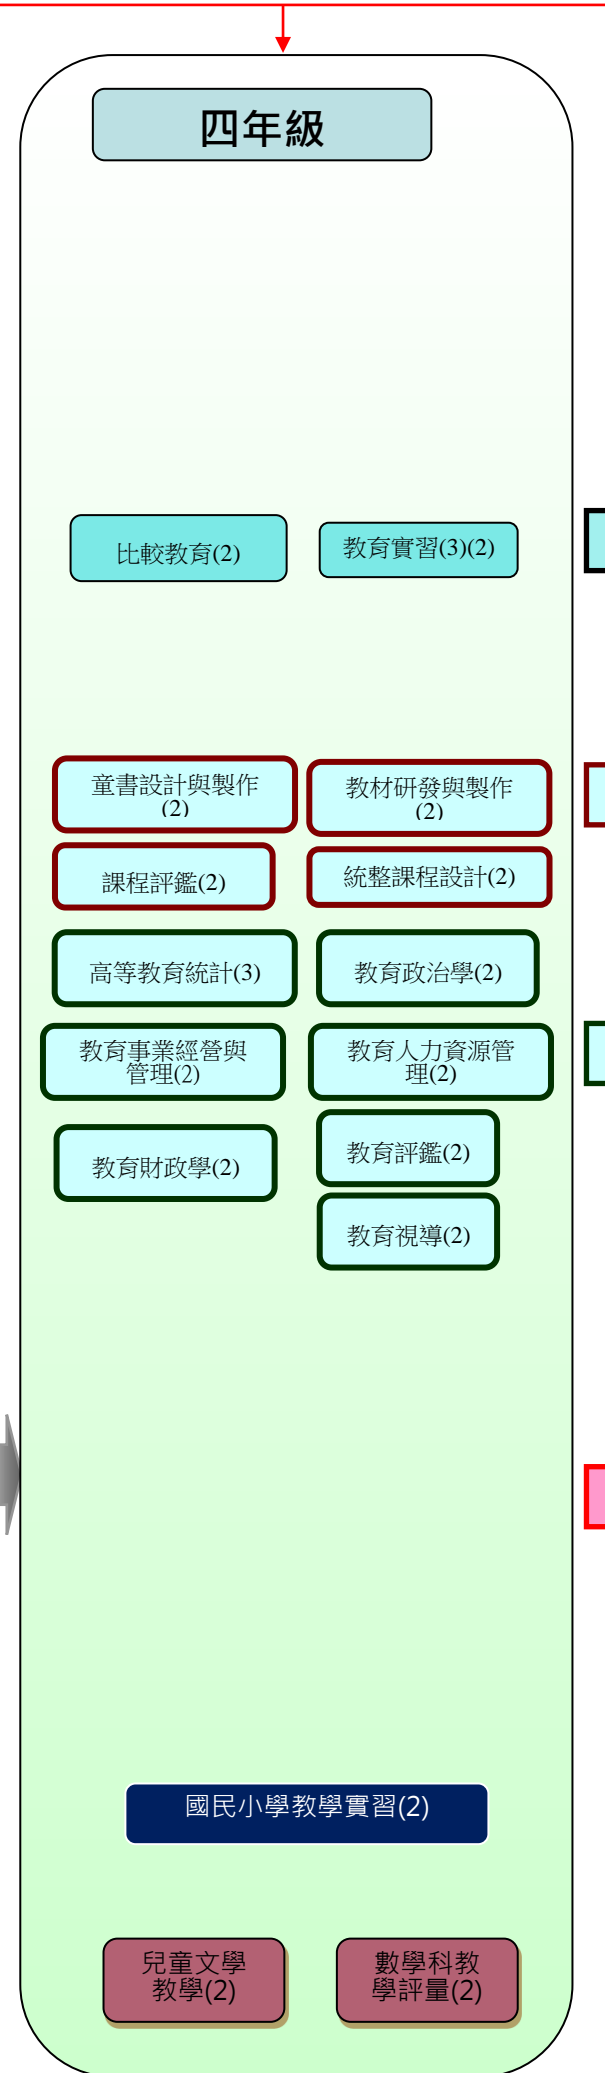 四年級
比較教育(2)
教育實習(3)(2)
童書設計與製作
(2)
教材研發與製作
(2)
課程評鑑(2)
統整課程設計(2)
高等教育統計(3)
教育政治學(2)
教育事業經營與
管理(2)
教育人力資源管
理(2)
教育財政學(2)
教育評鑑(2)
教育視導(2)
國民小學教學實習(2)
兒童文學
教學(2)
數學科教
學評量(2)